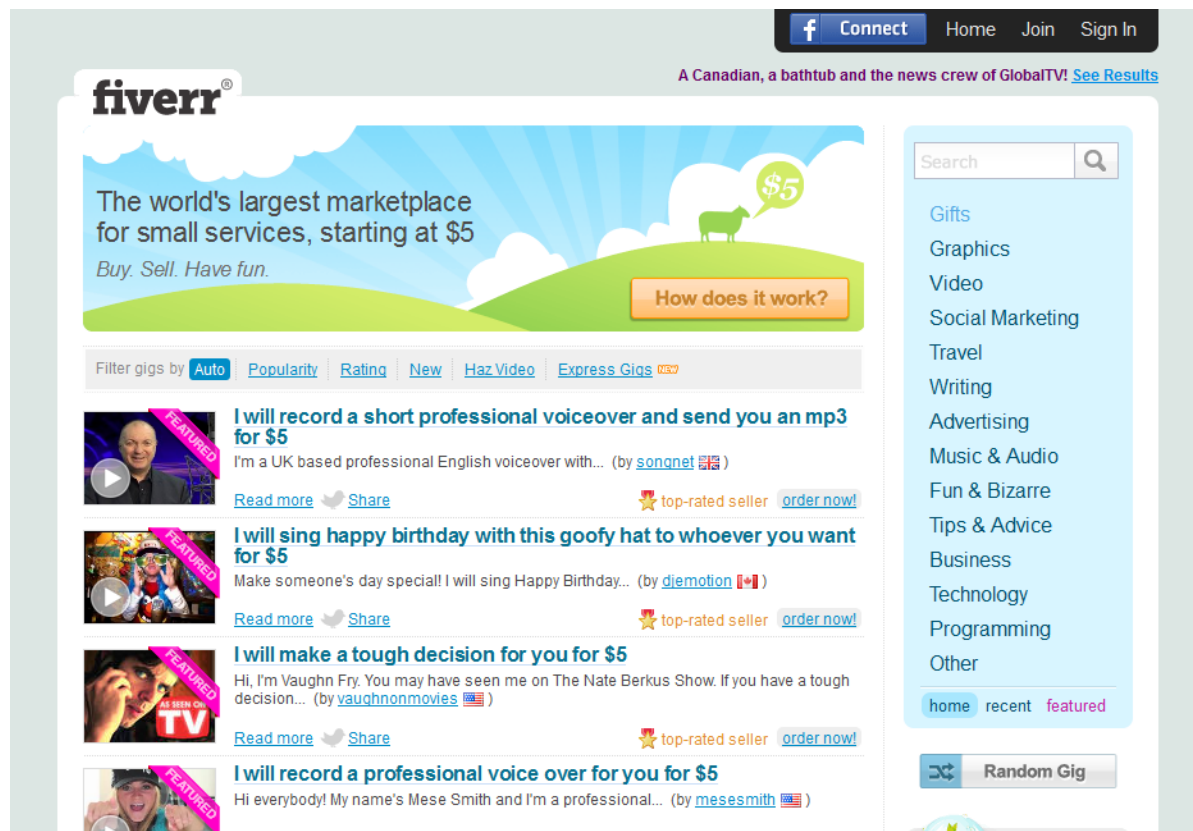 Connect Home Join Sign In
A Canadian, a bathtub and the news crew of GlobalTV! See Results
fiverr®
The world's largest marketplace
for small services, starting at $5
Buy. Sell. Have fun.
$5
How does it work?
Filter gigs by Auto Popularity Rating New Haz Video Express Gigs NEW
FEATURED
I will record a short professional voiceover and send you an mp3
for $5
I'm a UK based professional English voiceover with... (by songnet )
Read more Share top-rated seller order now!
FEATURED
I will sing happy birthday with this goofy hat to whoever you want
for $5
Make someone's day special! I will sing Happy Birthday... (by djemotion )
Read more Share top-rated seller order now!
FEATURED
AS SEEN ON
TV
I will make a tough decision for you for $5
Hi, I'm Vaughn Fry. You may have seen me on The Nate Berkus Show. If you have a tough
decision... (by vaughnonmovies )
Read more Share top-rated seller order now!
FEATURED
I will record a professional voice over for you for $5
Hi everybody! My name's Mese Smith and I'm a professional... (by mesesmith )
Search
Gifts
Graphics
Video
Social Marketing
Travel
Writing
Advertising
Music & Audio
Fun & Bizarre
Tips & Advice
Business
Technology
Programming
Other
home recent featured
Random Gig